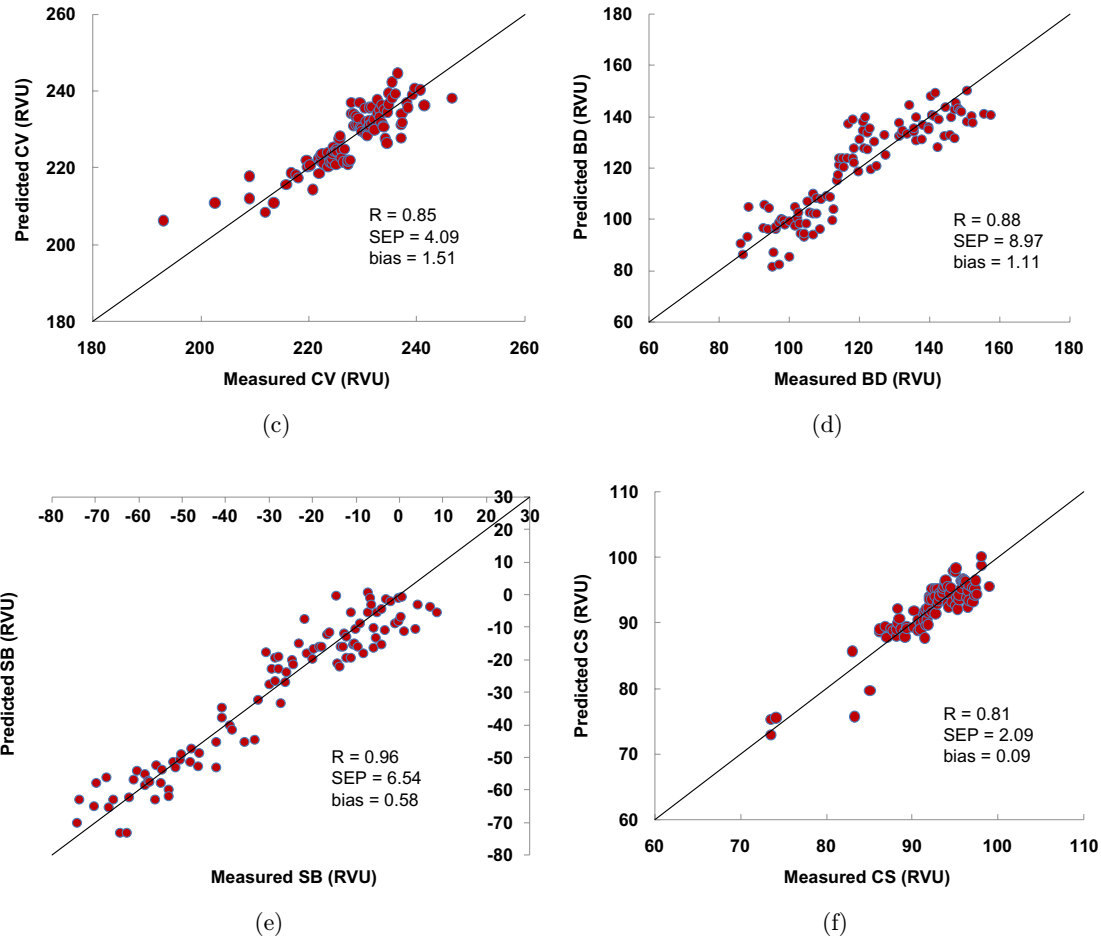 260
240
220
200
180
Predicted CV (RVU)
R = 0.85
SEP = 4.09
bias = 1.51
180 200 220 240 260
Measured CV (RVU)
(c)
180
160
140
120
100
80
60
Predicted BD (RVU)
R = 0.88
SEP = 8.97
bias = 1.11
60 80 100 120 140 160 180
Measured BD (RVU)
(d)
-80 -70 -60 -50 -40 -30 -20 -10 0 10 20 30
30
20
10
0
-5
-10
-20
-30
-40
-50
-60
-70
-80
Predicted SB (RVU)
R = 0.96
SEP = 6.54
bias = 0.58
Measured SB (RVU)
(e)
110
100
90
80
70
60
Predicted CS (RVU)
R = 0.81
SEP = 2.09
bias = 0.09
60 70 80 90 100 110
Measured CS (RVU)
(f)